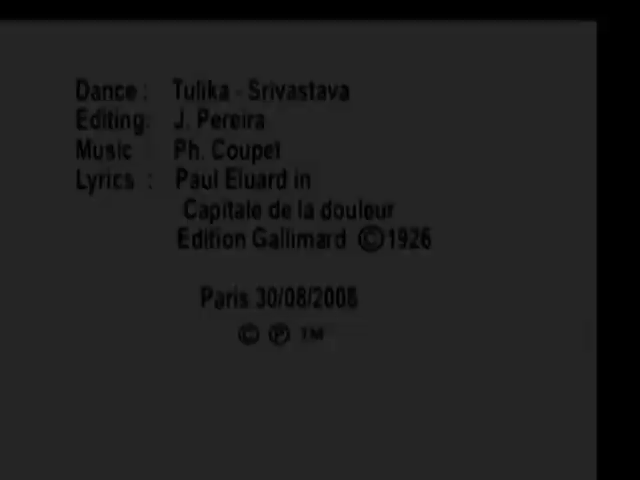 Dance : Tulika - Srivastava
Editing: J. Pereira
Music : Ph. Coupet
Lyrics : Paul Eluard in
Capitale de la douleur
Edition Gallimard ©1926
Paris 30/08/2008
© ℗ ™